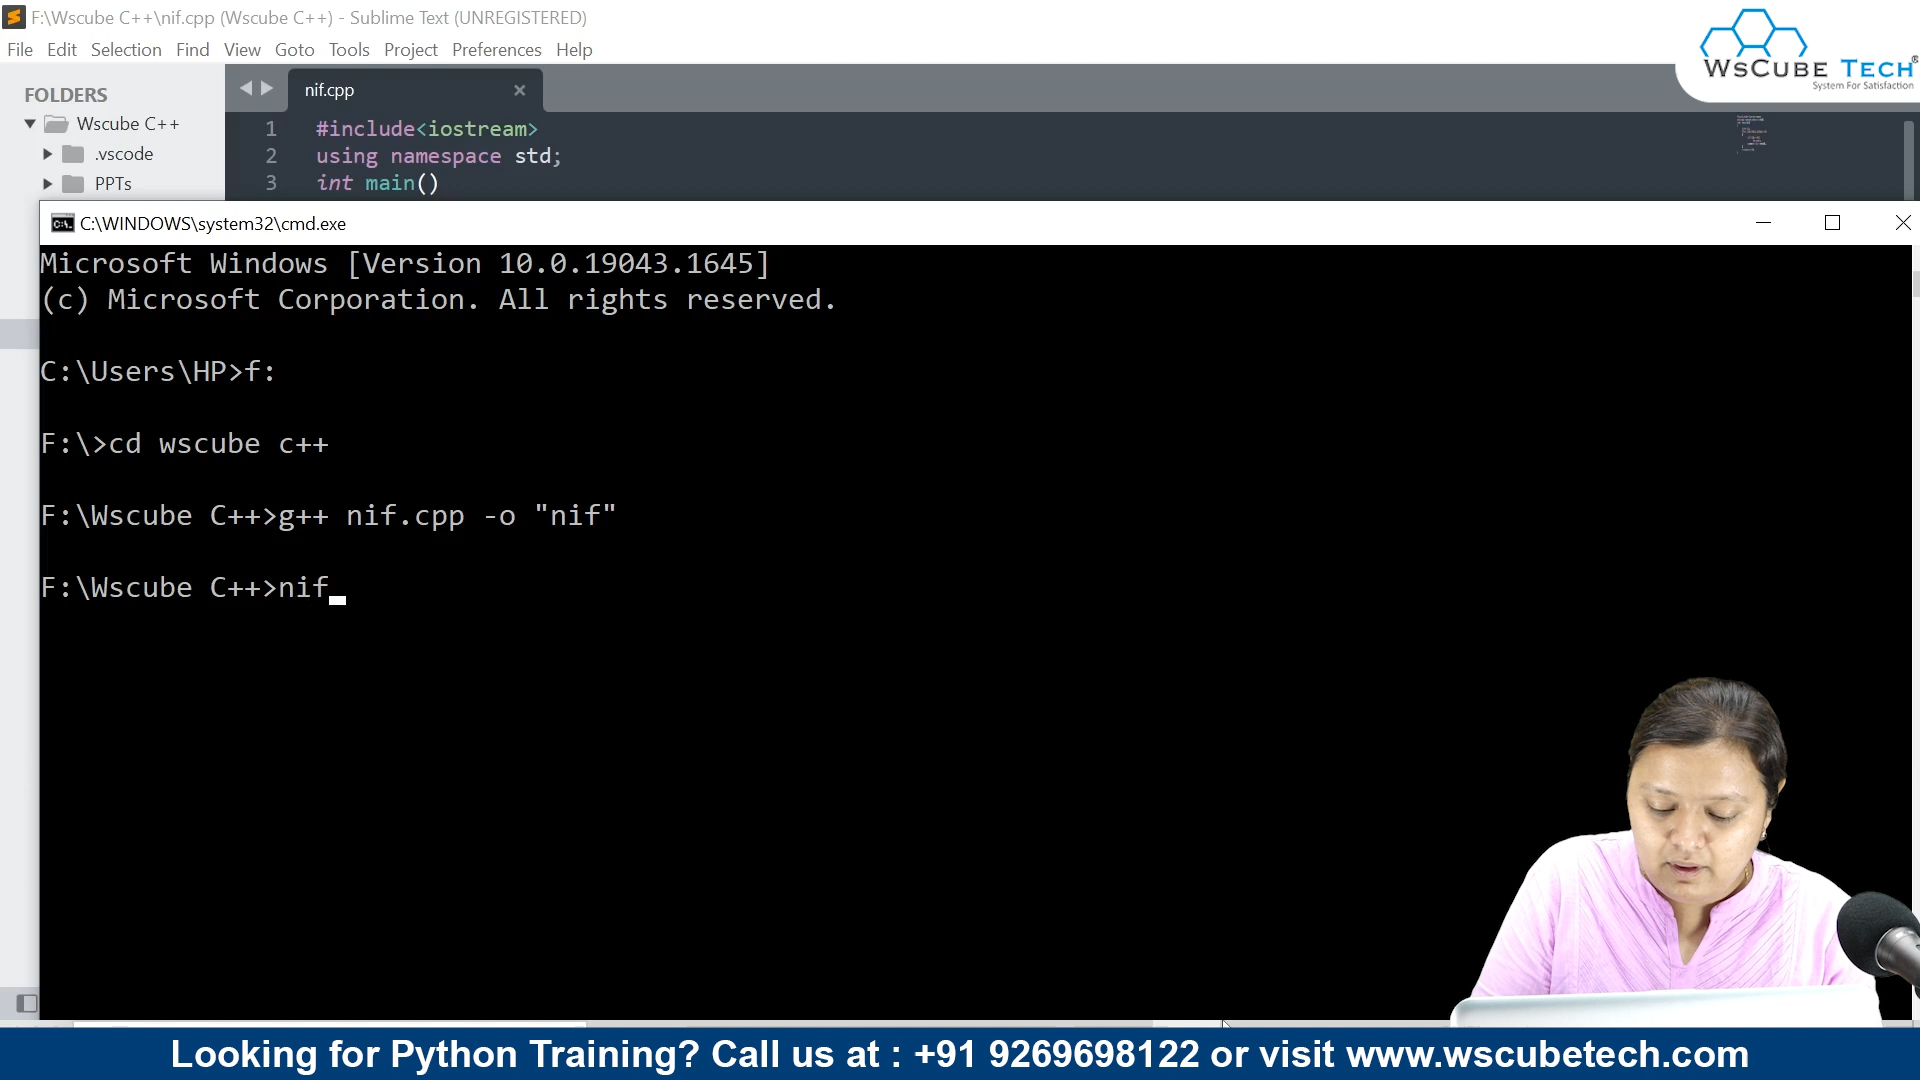 F:\Wscube C++\nif.cpp (Wscube C++) - Sublime Text (UNREGISTERED)
File Edit Selection Find View Goto Tools Project Preferences Help
WsCube Tech®
System For Satisfaction
FOLDERS
Wscube C++
.vscode
PPTs
nif.cpp
1 #include<iostream>
2 using namespace std;
3 int main()
C:\WINDOWS\system32\cmd.exe
Microsoft Windows [Version 10.0.19043.1645]
(c) Microsoft Corporation. All rights reserved.
C:\Users\HP>f:
F:\>cd wscube c++
F:\Wscube C++>g++ nif.cpp -o "nif"
F:\Wscube C++>nif
Looking for Python Training? Call us at : +91 9269698122 or visit www.wscubetech.com